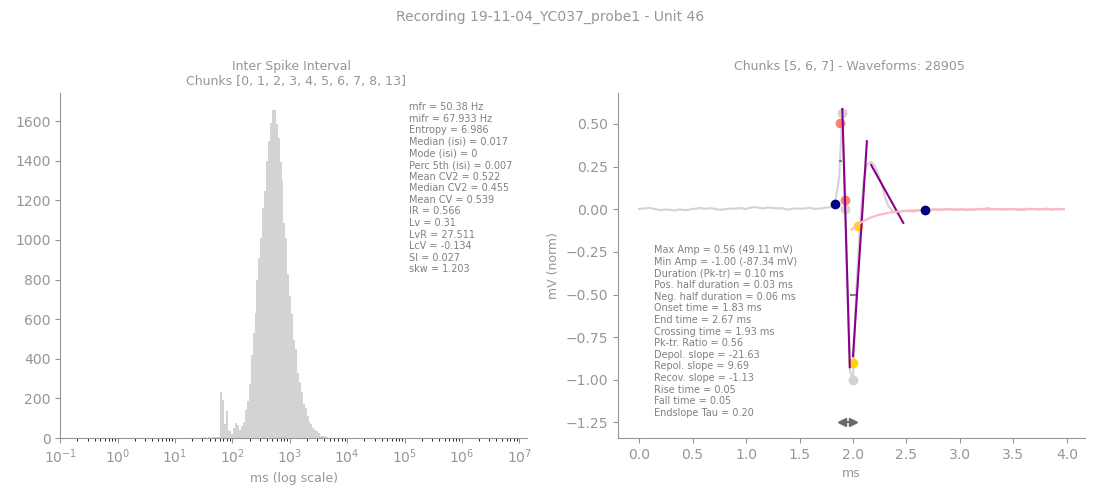 Recording 19-11-04_YC037_probe1 - Unit 46
Inter Spike Interval
Chunks [0, 1, 2, 3, 4, 5, 6, 7, 8, 13]
mfr = 50.38 Hz
mifr = 67.933 Hz
Entropy = 6.986
Median (isi) = 0.017
Mode (isi) = 0
Perc 5th (isi) = 0.007
Mean CV2 = 0.522
Median CV2 = 0.455
Mean CV = 0.539
IR = 0.566
Lv = 0.31
LvR = 27.511
LcV = -0.134
SI = 0.027
skw = 1.203
1600
1400
1200
1000
800
600
400
200
0
10⁻¹ 10⁰ 10¹ 10² 10³ 10⁴ 10⁵ 10⁶ 10⁷
ms (log scale)
Chunks [5, 6, 7] - Waveforms: 28905
mV (norm)
0.50
0.25
0.00
−0.25
−0.50
−0.75
−1.00
−1.25
Max Amp = 0.56 (49.11 mV)
Min Amp = -1.00 (-87.34 mV)
Duration (Pk-tr) = 0.10 ms
Pos. half duration = 0.03 ms
Neg. half duration = 0.06 ms
Onset time = 1.83 ms
End time = 2.67 ms
Crossing time = 1.93 ms
Pk-tr. Ratio = 0.56
Depol. slope = -21.63
Repol. slope = 9.69
Recov. slope = -1.13
Rise time = 0.05
Fall time = 0.05
Endslope Tau = 0.20
0.0 0.5 1.0 1.5 2.0 2.5 3.0 3.5 4.0
ms